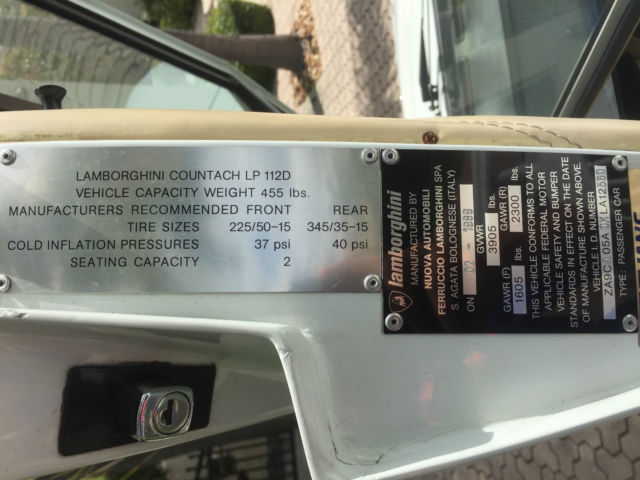 LAMBORGHINI COUNTACH LP 112D
VEHICLE CAPACITY WEIGHT 455 lbs.
MANUFACTURERS RECOMMENDED FRONT REAR
TIRE SIZES 225/50-15 345/35-15
COLD INFLATION PRESSURES 37 psi 40 psi
SEATING CAPACITY 2
lamborghini
MANUFACTURED BY
NUOVA AUTOMOBILI
FERRUCCIO LAMBORGHINI SPA
S. AGATA BOLOGNESE (ITALY)
ON 02 - 1989
GVWR
3905 lbs.
GAWR (F) GAWR (R)
1605 lbs. 2300 lbs.
THIS VEHICLE CONFORMS TO ALL
APPLICABLE FEDERAL MOTOR
VEHICLE SAFETY AND BUMPER
STANDARDS IN EFFECT ON THE DATE
OF MANUFACTURE SHOWN ABOVE.
VEHICLE I.D. NUMBER
TYPE: PASSENGER CAR